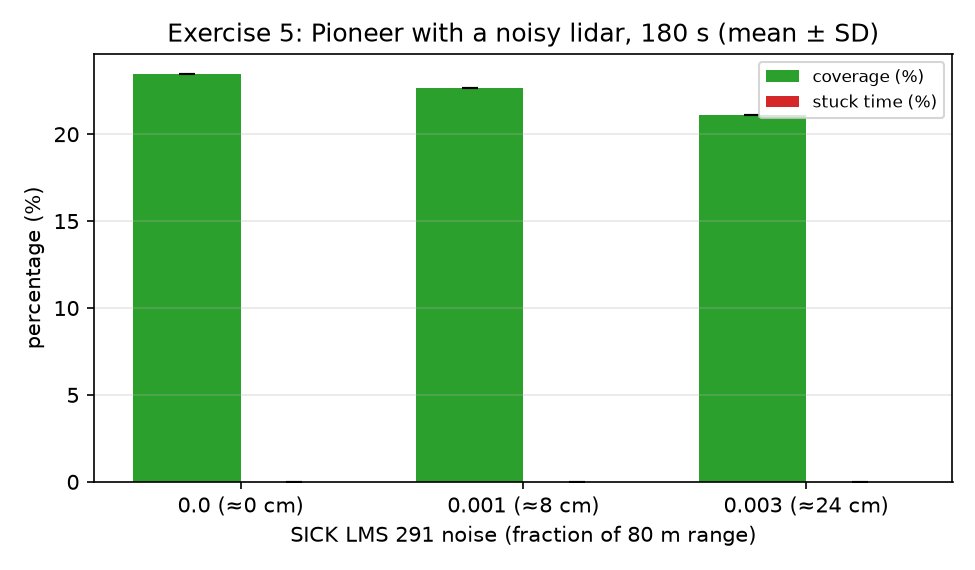 Exercise 5: Pioneer with a noisy lidar, 180 s (mean ± SD)
coverage (%)
stuck time (%)
percentage (%)
20
15
10
5
0
0.0 (≈0 cm)
0.001 (≈8 cm)
0.003 (≈24 cm)
SICK LMS 291 noise (fraction of 80 m range)